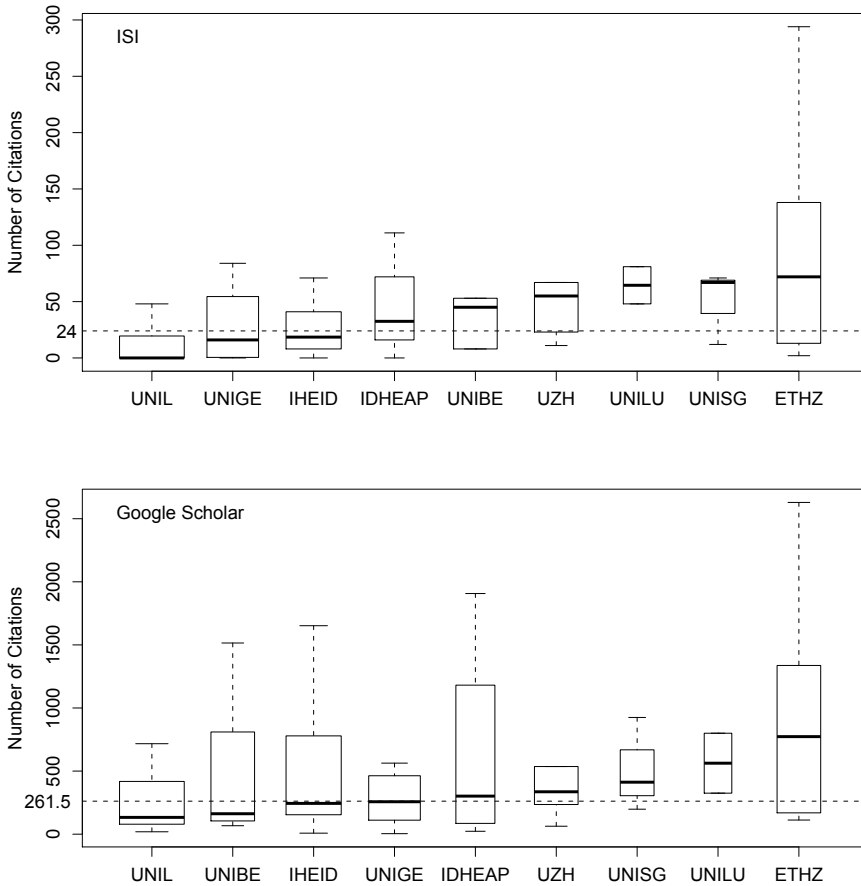 ISI
Number of Citations
300
250
200
150
100
50
24
0
UNIL UNIGE IHEID IDHEAP UNIBE UZH UNILU UNISG ETHZ
Google Scholar
Number of Citations
2500
2000
1500
1000
500
261.5
0
UNIL UNIBE IHEID UNIGE IDHEAP UZH UNISG UNILU ETHZ